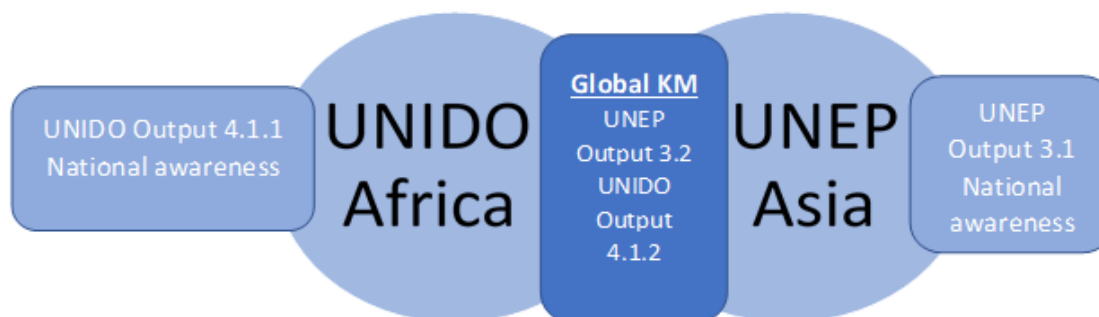 UNIDO Output 4.1.1
National awareness
UNIDO
Africa
Global KM
UNEP
Output 3.2
UNIDO
Output
4.1.2
UNEP
Asia
UNEP
Output 3.1
National
awareness